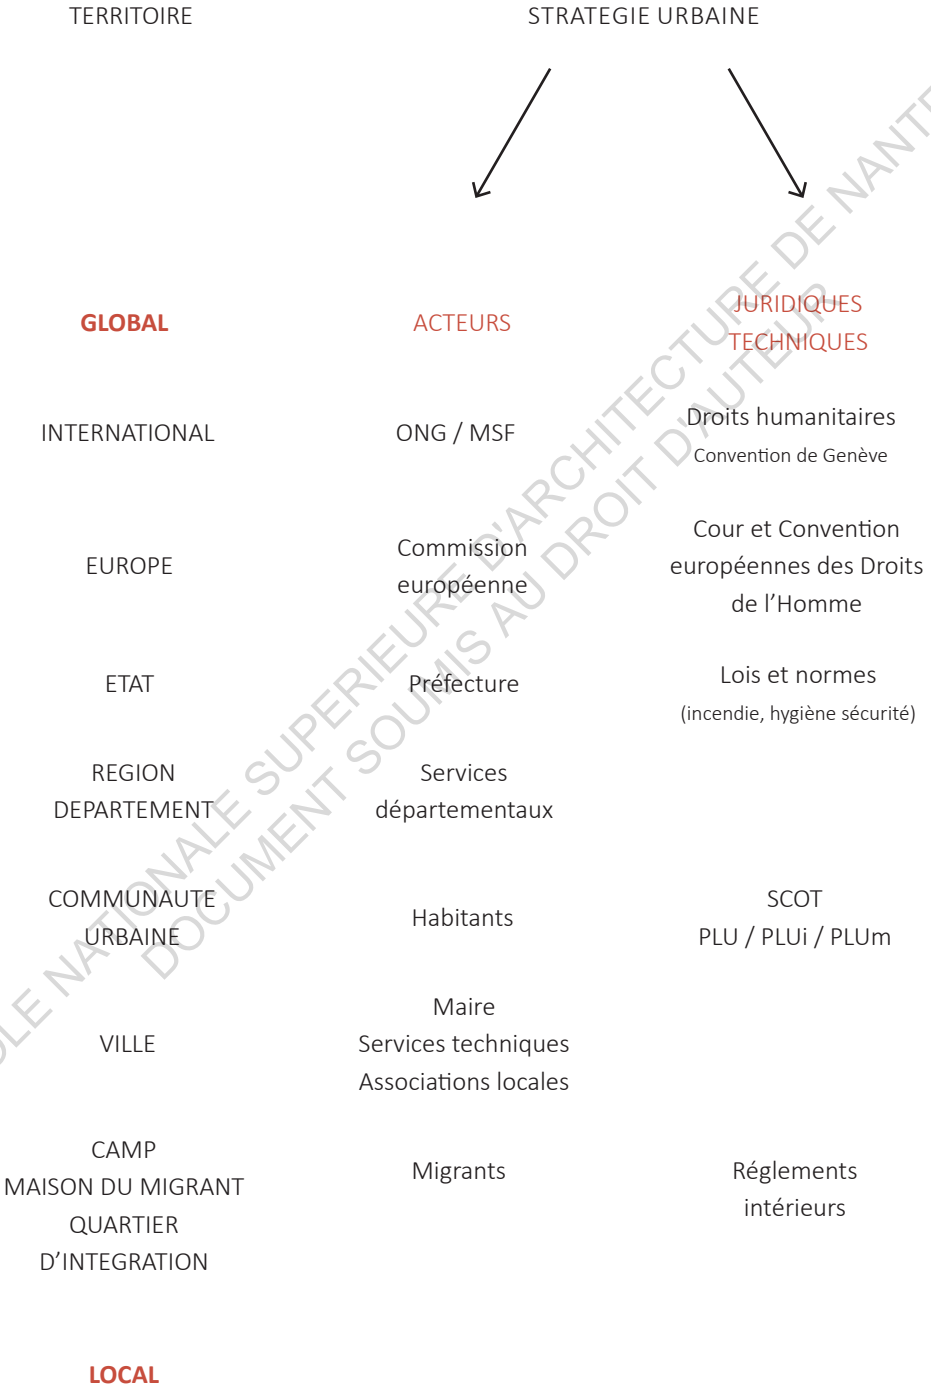 TERRITOIRE
STRATEGIE URBAINE
GLOBAL
ACTEURS
JURIDIQUES
TECHNIQUES
INTERNATIONAL
ONG / MSF
Droits humanitaires
Convention de Genève
EUROPE
Commission
européenne
Cour et Convention
européennes des Droits
de l’Homme
ETAT
Préfecture
Lois et normes
(incendie, hygiène sécurité)
REGION
DEPARTEMENT
Services
départementaux
COMMUNAUTE
URBAINE
Habitants
SCOT
PLU / PLUi / PLUm
VILLE
Maire
Services techniques
Associations locales
CAMP
MAISON DU MIGRANT
QUARTIER
D’INTEGRATION
Migrants
Réglements
intérieurs
LOCAL
NATIONALE SUPERIEURE D'ARCHITECTURE DE
DOCUMENT SOUMIS AU DROIT D'AUTEUR